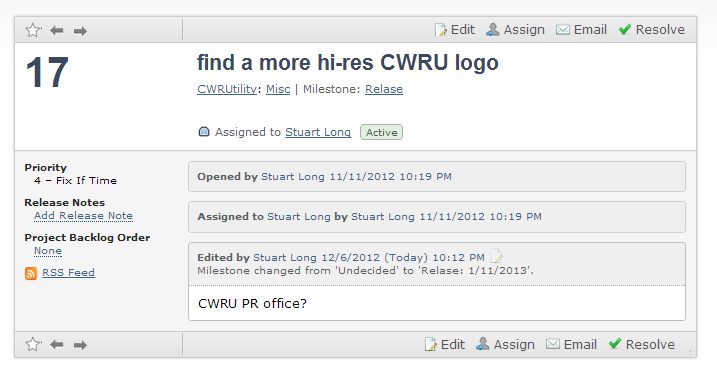 Edit Assign Email Resolve
17
find a more hi-res CWRU logo
CWRUtility: Misc | Milestone: Relase
Assigned to Stuart Long Active
Priority
4 – Fix If Time
Release Notes
Add Release Note
Project Backlog Order
None
RSS Feed
Opened by Stuart Long 11/11/2012 10:19 PM
Assigned to Stuart Long by Stuart Long 11/11/2012 10:19 PM
Edited by Stuart Long 12/6/2012 (Today) 10:12 PM
Milestone changed from 'Undecided' to 'Relase: 1/11/2013'.
CWRU PR office?
Edit Assign Email Resolve